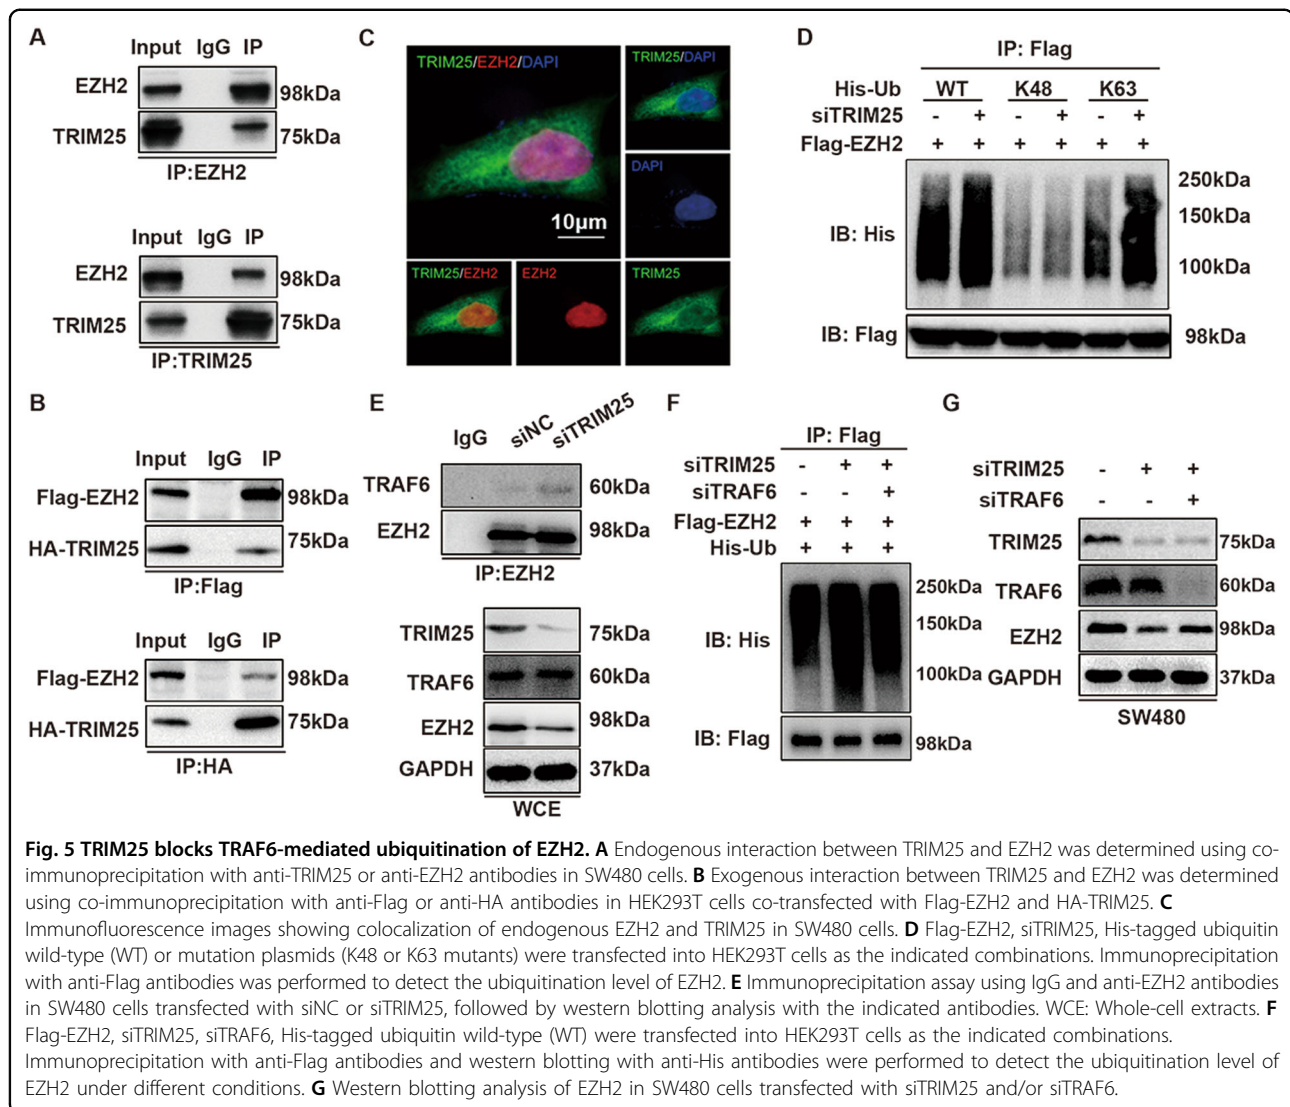 A
Input IgG IP
EZH2 98kDa
TRIM25 75kDa
IP:EZH2
Input IgG IP
EZH2 98kDa
TRIM25 75kDa
IP:TRIM25
B
Input IgG IP
Flag-EZH2 98kDa
HA-TRIM25 75kDa
IP:Flag
Input IgG IP
Flag-EZH2 98kDa
HA-TRIM25 75kDa
IP:HA
C
TRIM25/EZH2/DAPI
10µm
TRIM25/DAPI
DAPI
TRIM25/EZH2
EZH2
TRIM25
D
IP: Flag
His-Ub WT K48 K63
siTRIM25 - + - + - +
Flag-EZH2 + + + + + +
IB: His
250kDa
150kDa
100kDa
IB: Flag 98kDa
E
IgG siNC siTRIM25
TRAF6 60kDa
EZH2 98kDa
IP:EZH2
TRIM25 75kDa
TRAF6 60kDa
EZH2 98kDa
GAPDH 37kDa
WCE
F
IP: Flag
siTRIM25 - + +
siTRAF6 - - +
Flag-EZH2 + + +
His-Ub + + +
IB: His
250kDa
150kDa
100kDa
IB: Flag 98kDa
G
siTRIM25 - + +
siTRAF6 - - +
TRIM25 75kDa
TRAF6 60kDa
EZH2 98kDa
GAPDH 37kDa
SW480
Fig. 5 TRIM25 blocks TRAF6-mediated ubiquitination of EZH2. A Endogenous interaction between TRIM25 and EZH2 was determined using co-
immunoprecipitation with anti-TRIM25 or anti-EZH2 antibodies in SW480 cells. B Exogenous interaction between TRIM25 and EZH2 was determined
using co-immunoprecipitation with anti-Flag or anti-HA antibodies in HEK293T cells co-transfected with Flag-EZH2 and HA-TRIM25. C
Immunofluorescence images showing colocalization of endogenous EZH2 and TRIM25 in SW480 cells. D Flag-EZH2, siTRIM25, His-tagged ubiquitin
wild-type (WT) or mutation plasmids (K48 or K63 mutants) were transfected into HEK293T cells as the indicated combinations. Immunoprecipitation
with anti-Flag antibodies was performed to detect the ubiquitination level of EZH2. E Immunoprecipitation assay using IgG and anti-EZH2 antibodies
in SW480 cells transfected with siNC or siTRIM25, followed by western blotting analysis with the indicated antibodies. WCE: Whole-cell extracts. F
Flag-EZH2, siTRIM25, siTRAF6, His-tagged ubiquitin wild-type (WT) were transfected into HEK293T cells as the indicated combinations.
Immunoprecipitation with anti-Flag antibodies and western blotting with anti-His antibodies were performed to detect the ubiquitination level of
EZH2 under different conditions. G Western blotting analysis of EZH2 in SW480 cells transfected with siTRIM25 and/or siTRAF6.